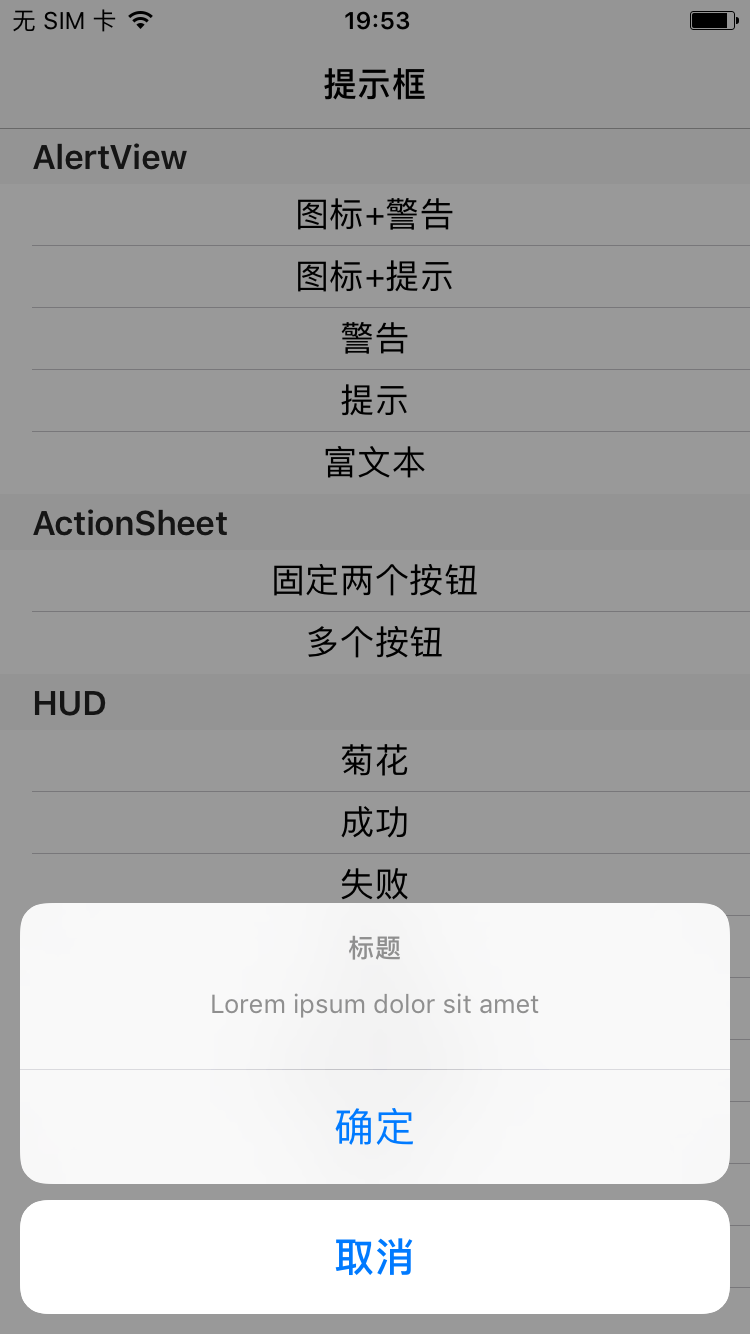 无 SIM 卡 19:53
提示框
AlertView
图标+警告
图标+提示
警告
提示
富文本
ActionSheet
固定两个按钮
多个按钮
HUD
菊花
成功
失败
标题
Lorem ipsum dolor sit amet
确定
取消